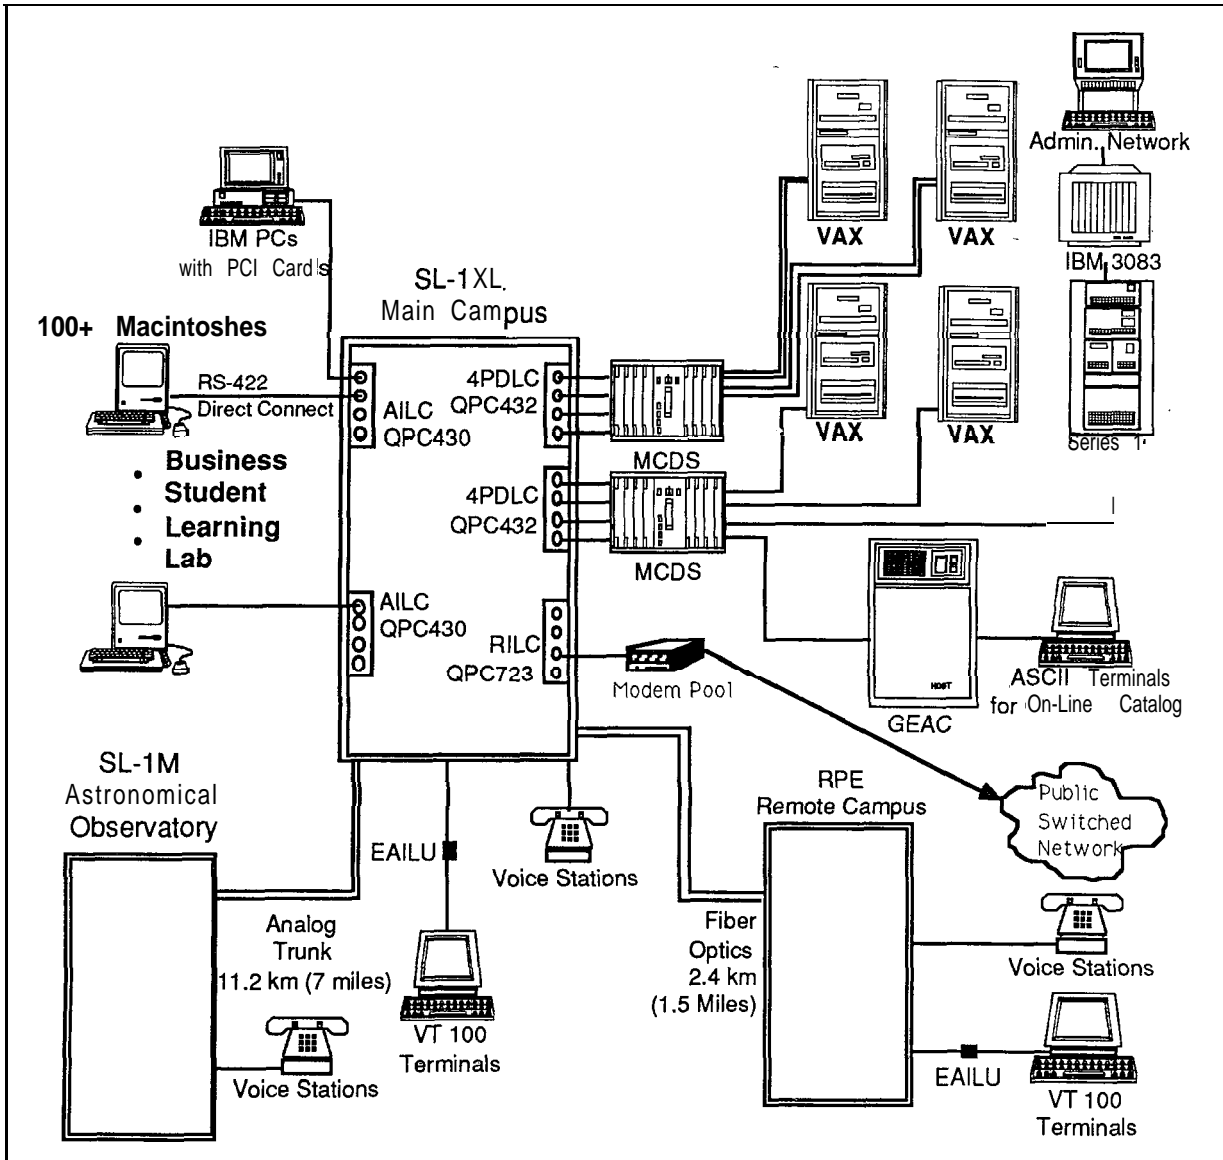 Admin. Network
VAX
VAX
IBM PCs
with PCI Cards
IBM 3083
SL-1XL.
Main Campus
100+ Macintoshes
RS-422
Direct Connect
AILC
QPC430
4PDLC
QPC432
MCDS
VAX
VAX
Series 1
Business
Student
Learning
Lab
4PDLC
QPC432
MCDS
AILC
QPC430
RILC
QPC723
Modem Pool
HOST
GEAC
ASCII Terminals
for On-Line Catalog
SL-1M
Astronomical
Observatory
RPE
Remote Campus
Public
Switched
Network
EAILU
Voice Stations
Analog
Trunk
11.2 km (7 miles)
Fiber
Optics
2.4 km
(1.5 Miles)
Voice Stations
VT 100
Terminals
Voice Stations
EAILU
VT 100
Terminals